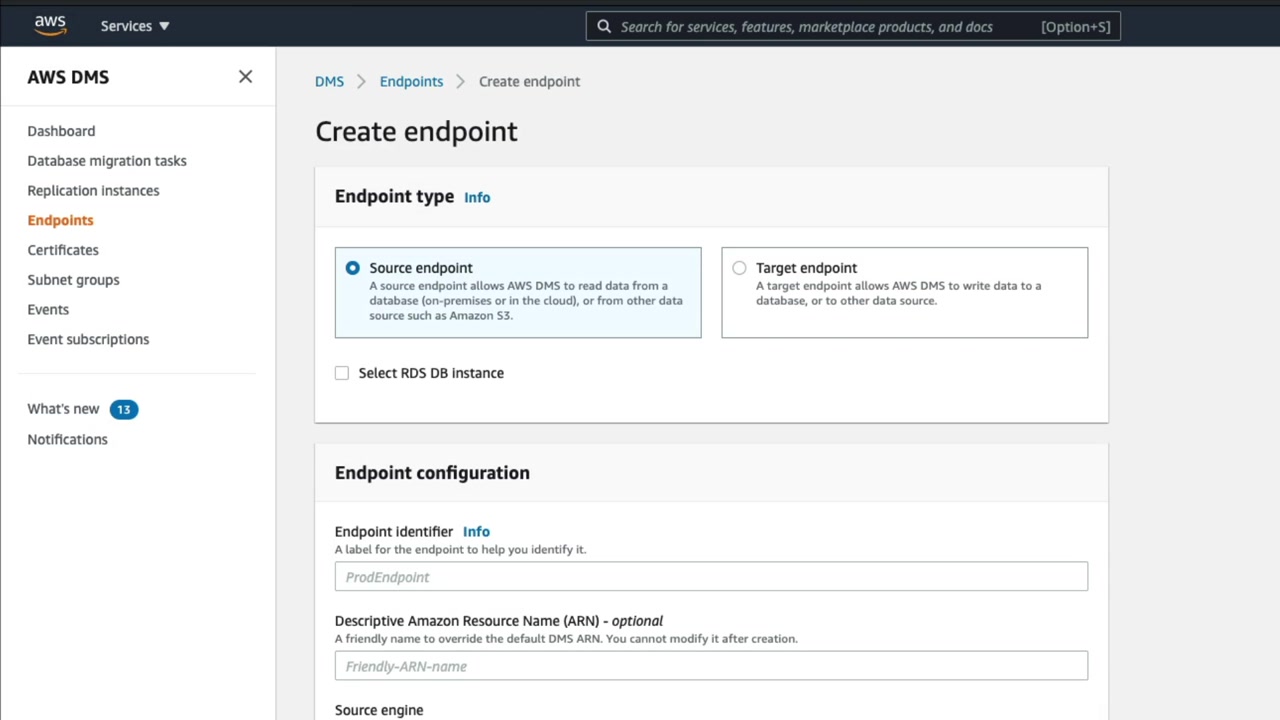 aws
Services ▼
Search for services, features, marketplace products, and docs [Option+S]
AWS DMS
Dashboard
Database migration tasks
Replication instances
Endpoints
Certificates
Subnet groups
Events
Event subscriptions
What's new 13
Notifications
DMS > Endpoints > Create endpoint
Create endpoint
Endpoint type Info
Source endpoint
A source endpoint allows AWS DMS to read data from a
database (on-premises or in the cloud), or from other data
source such as Amazon S3.
Target endpoint
A target endpoint allows AWS DMS to write data to a
database, or to other data source.
Select RDS DB instance
Endpoint configuration
Endpoint identifier Info
A label for the endpoint to help you identify it.
ProdEndpoint
Descriptive Amazon Resource Name (ARN) - optional
A friendly name to override the default DMS ARN. You cannot modify it after creation.
Friendly-ARN-name
Source engine